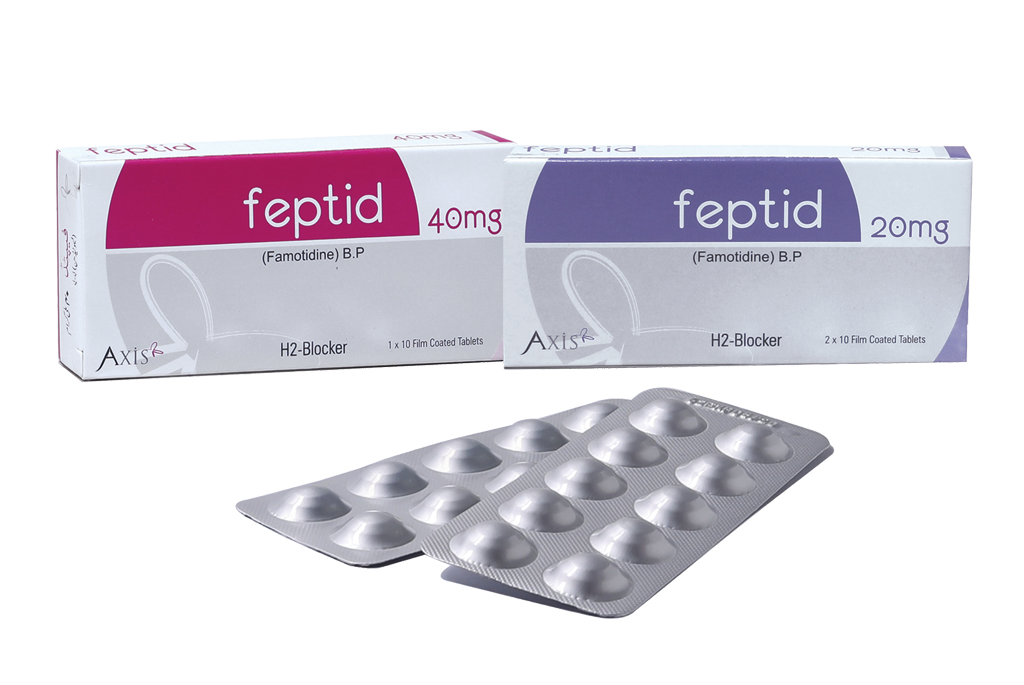 feptid 40mg
feptid
40mg
(Famotidine) B.P
Axis
H2-Blocker
1 x 10 Film Coated Tablets
feptid 20mg
feptid
20mg
(Famotidine) B.P
Axis
H2-Blocker
2 x 10 Film Coated Tablets